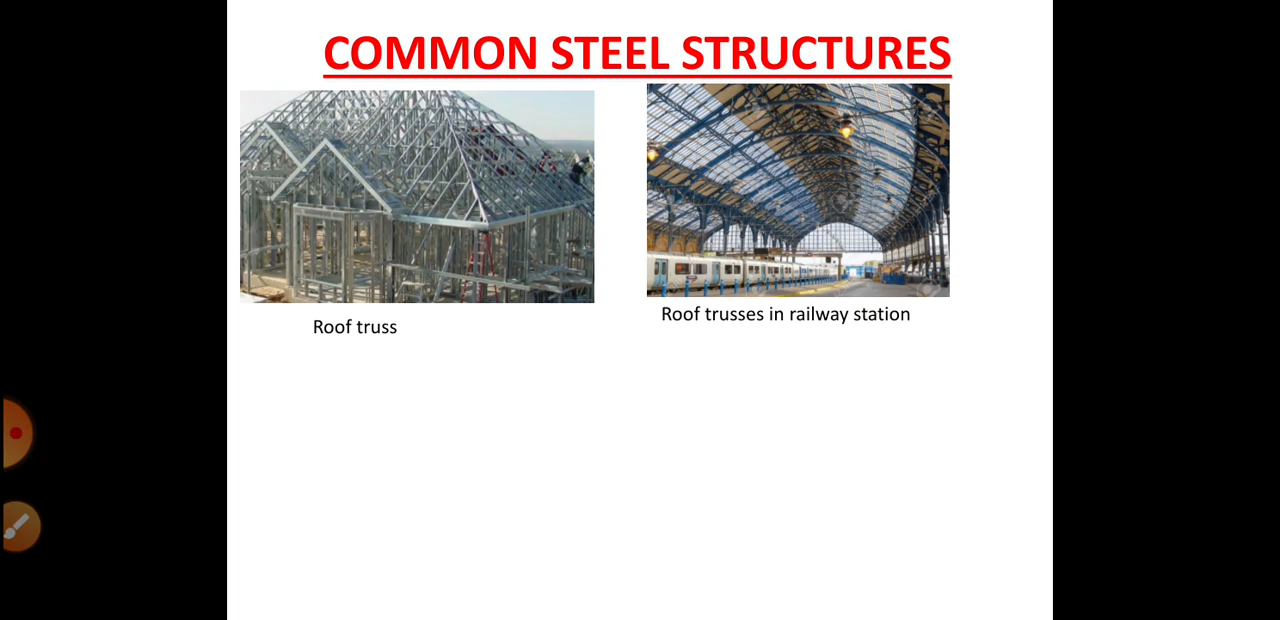 COMMON STEEL STRUCTURES
Roof truss
Roof trusses in railway station